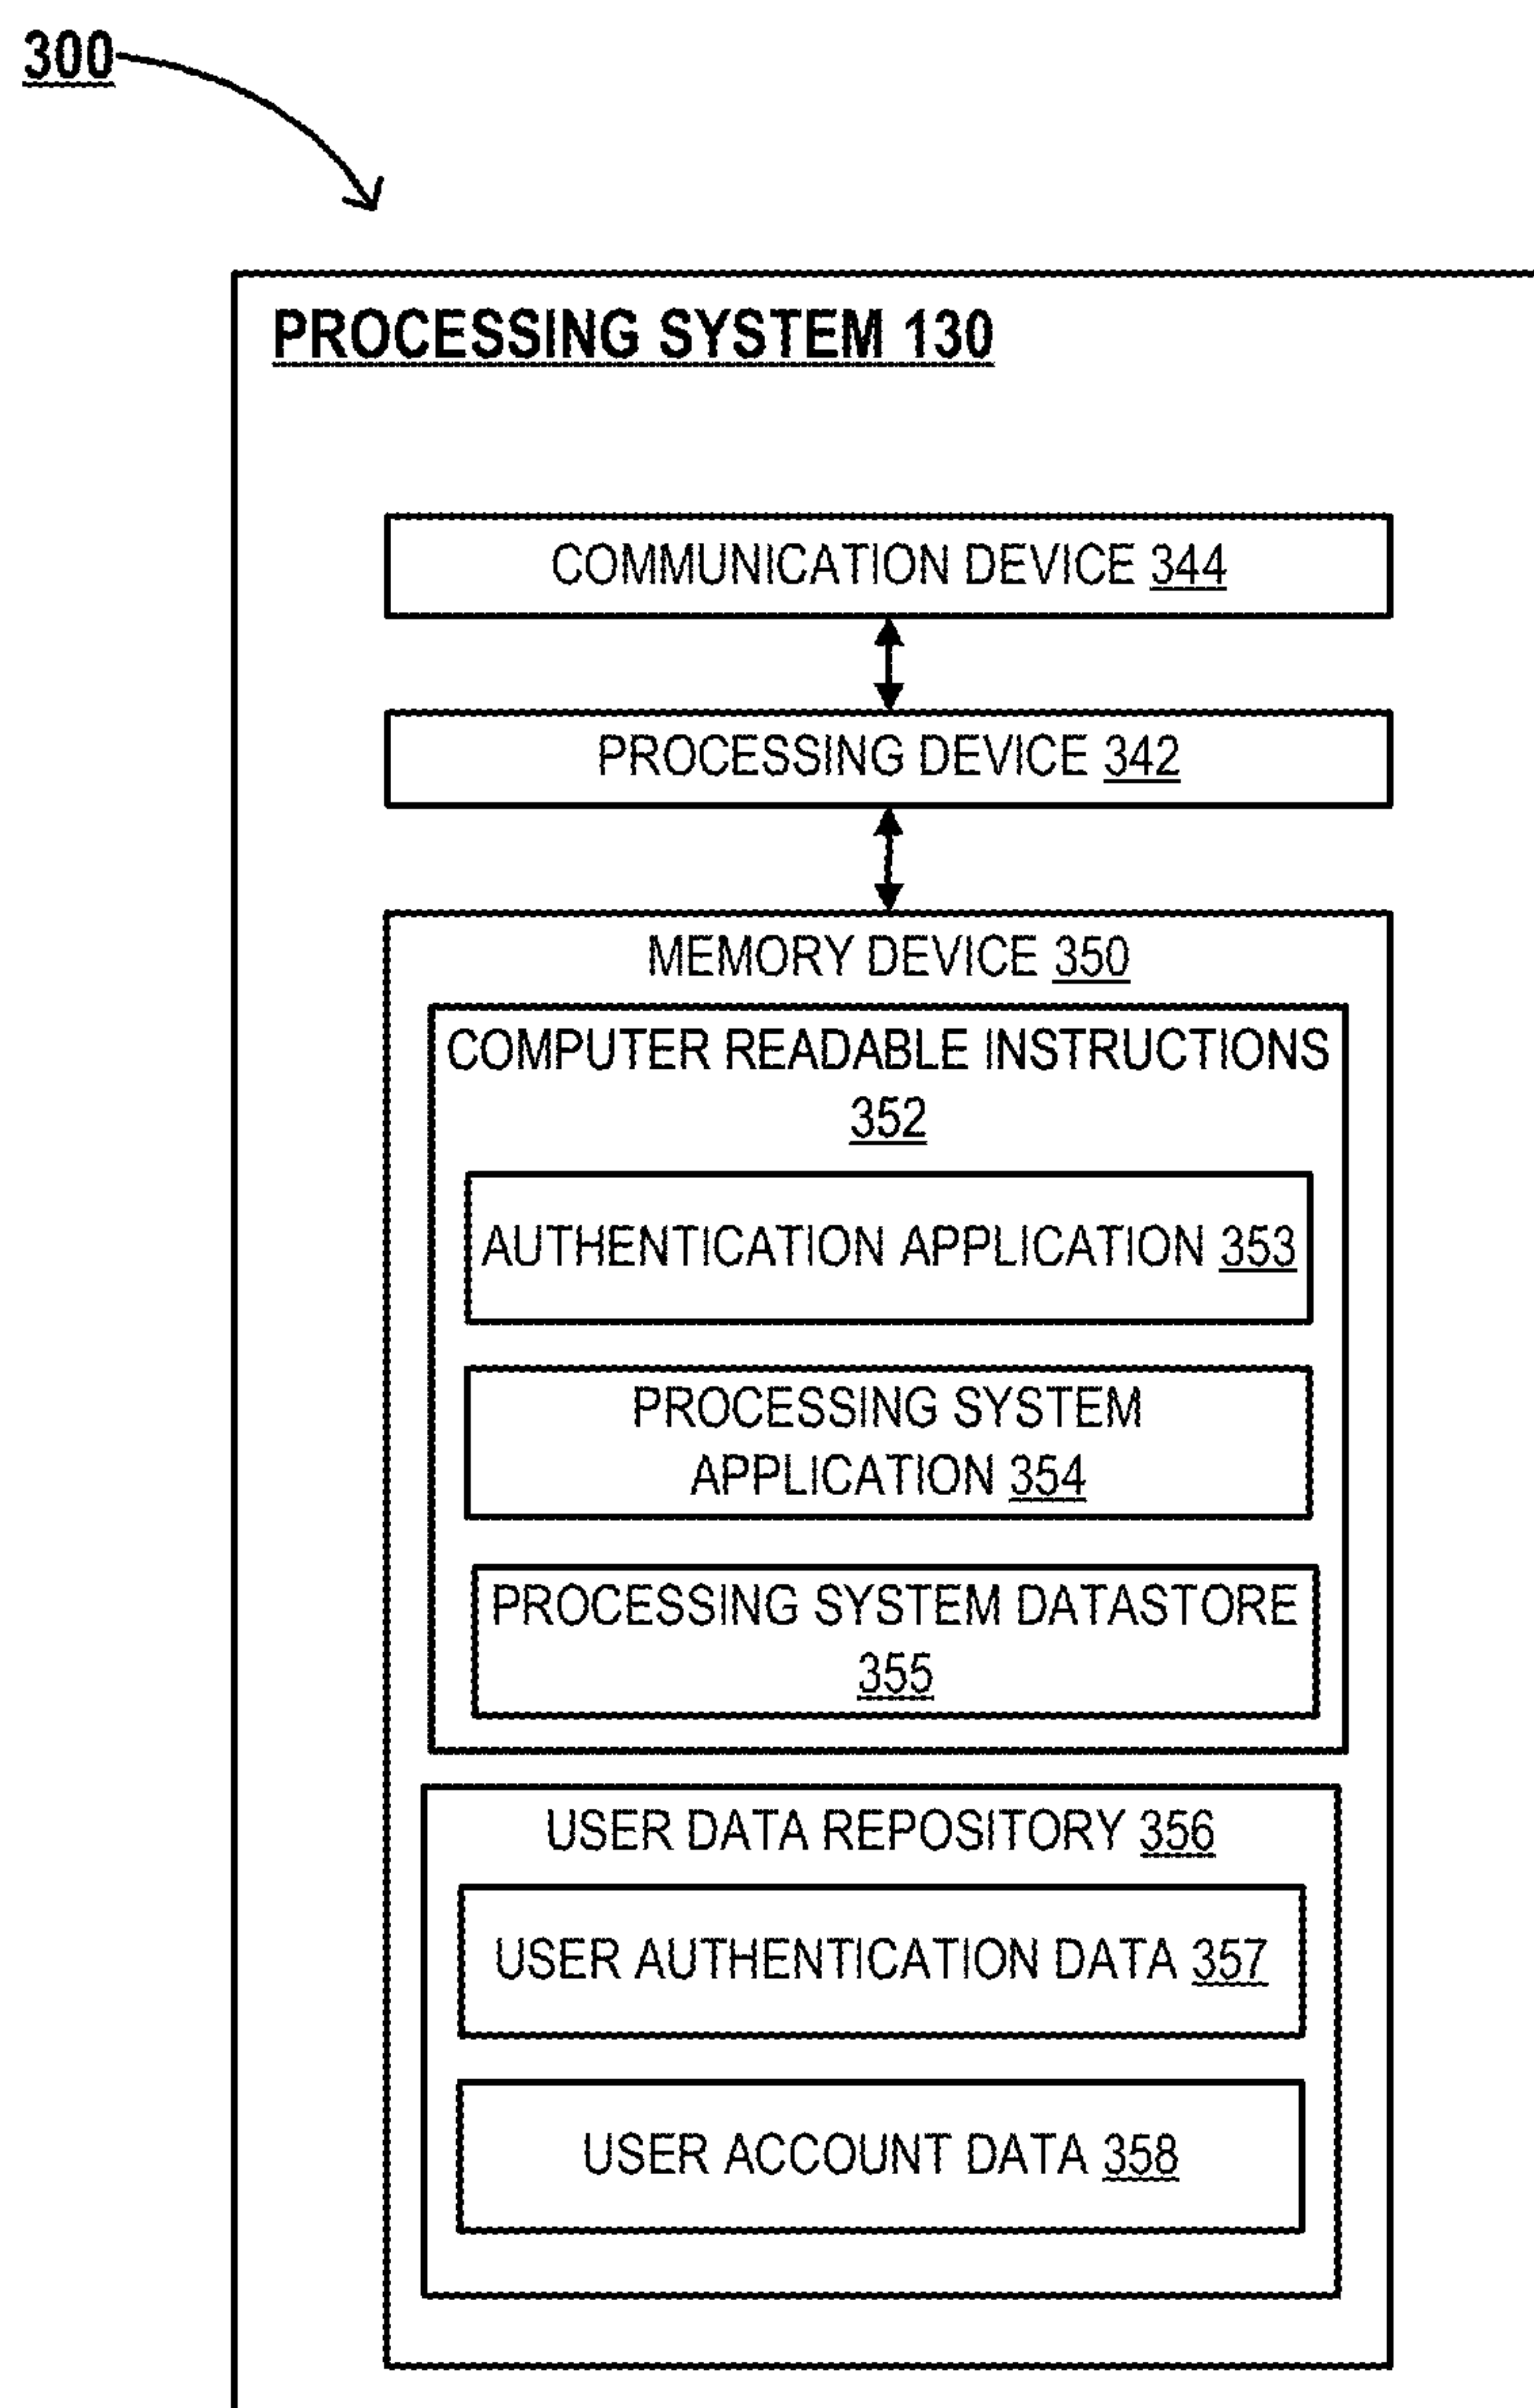 300
PROCESSING SYSTEM 130
COMMUNICATION DEVICE 344
PROCESSING DEVICE 342
MEMORY DEVICE 350
COMPUTER READABLE INSTRUCTIONS
352
AUTHENTICATION APPLICATION 353
PROCESSING SYSTEM
APPLICATION 354
PROCESSING SYSTEM DATASTORE
355
USER DATA REPOSITORY 356
USER AUTHENTICATION DATA 357
USER ACCOUNT DATA 358